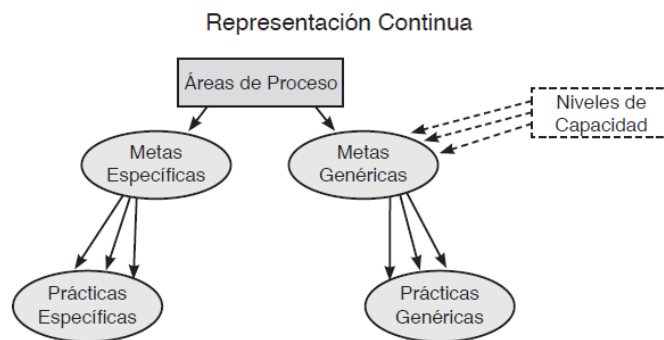 Representación Continua
Áreas de Proceso
Niveles de
Capacidad
Metas
Específicas
Metas
Genéricas
Prácticas
Específicas
Prácticas
Genéricas